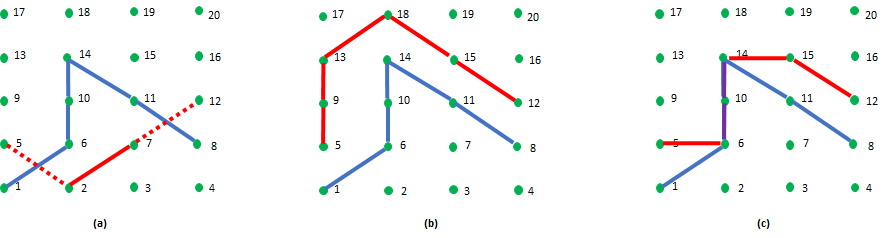 17 18 19 20 17 18 19 20 17 18 19 20
13 14 15 16 13 14 15 16 13 14 15 16
9 10 11 12 9 10 11 12 9 10 11 12
5 6 7 8 5 6 7 8 5 6 7 8
1 2 3 4 1 2 3 4 1 2 3 4
(a) (b) (c)